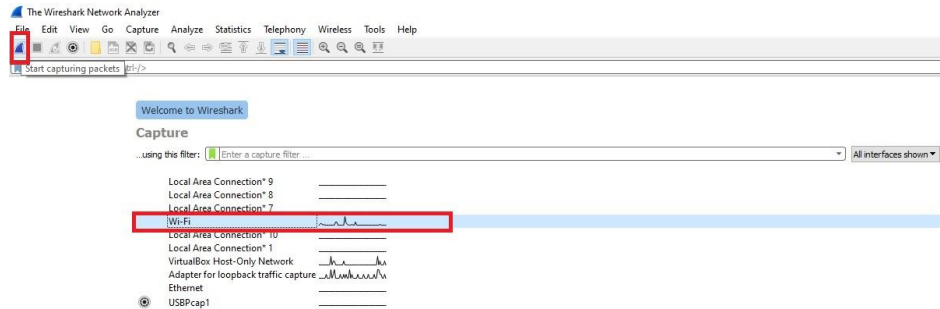 The Wireshark Network Analyzer
File Edit View Go Capture Analyze Statistics Telephony Wireless Tools Help
Start capturing packets trl-/>
Welcome to Wireshark
Capture
...using this filter: Enter a capture filter ... All interfaces shown
Local Area Connection* 9
Local Area Connection* 8
Local Area Connection* 7
Wi-Fi
Local Area Connection* 10
Local Area Connection* 1
VirtualBox Host-Only Network
Adapter for loopback traffic capture
Ethernet
USBPcap1